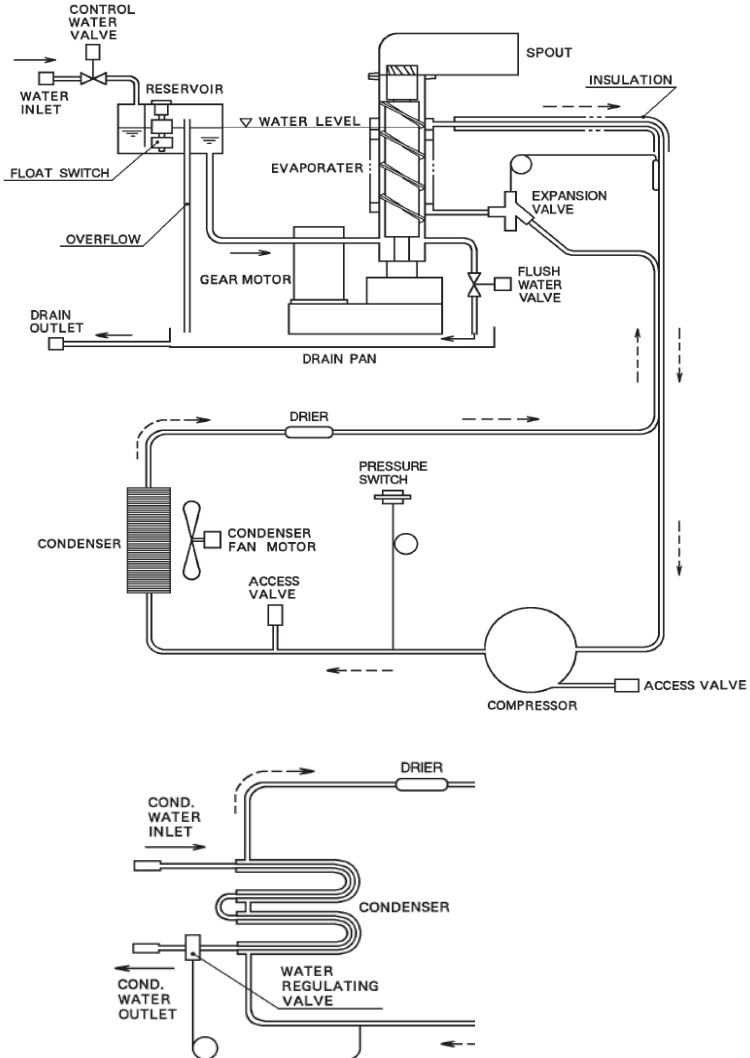 CONTROL
WATER
VALVE
SPOUT
RESERVOIR
INSULATION
WATER
INLET
WATER LEVEL
FLOAT SWITCH
EVAPORATER
EXPANSION
VALVE
OVERFLOW
GEAR MOTOR
FLUSH
WATER
VALVE
DRAIN
OUTLET
DRAIN PAN
DRIER
PRESSURE
SWITCH
CONDENSER
CONDENSER
FAN MOTOR
ACCESS
VALVE
ACCESS VALVE
COMPRESSOR
DRIER
COND.
WATER
INLET
CONDENSER
WATER
REGULATING
VALVE
COND.
WATER
OUTLET